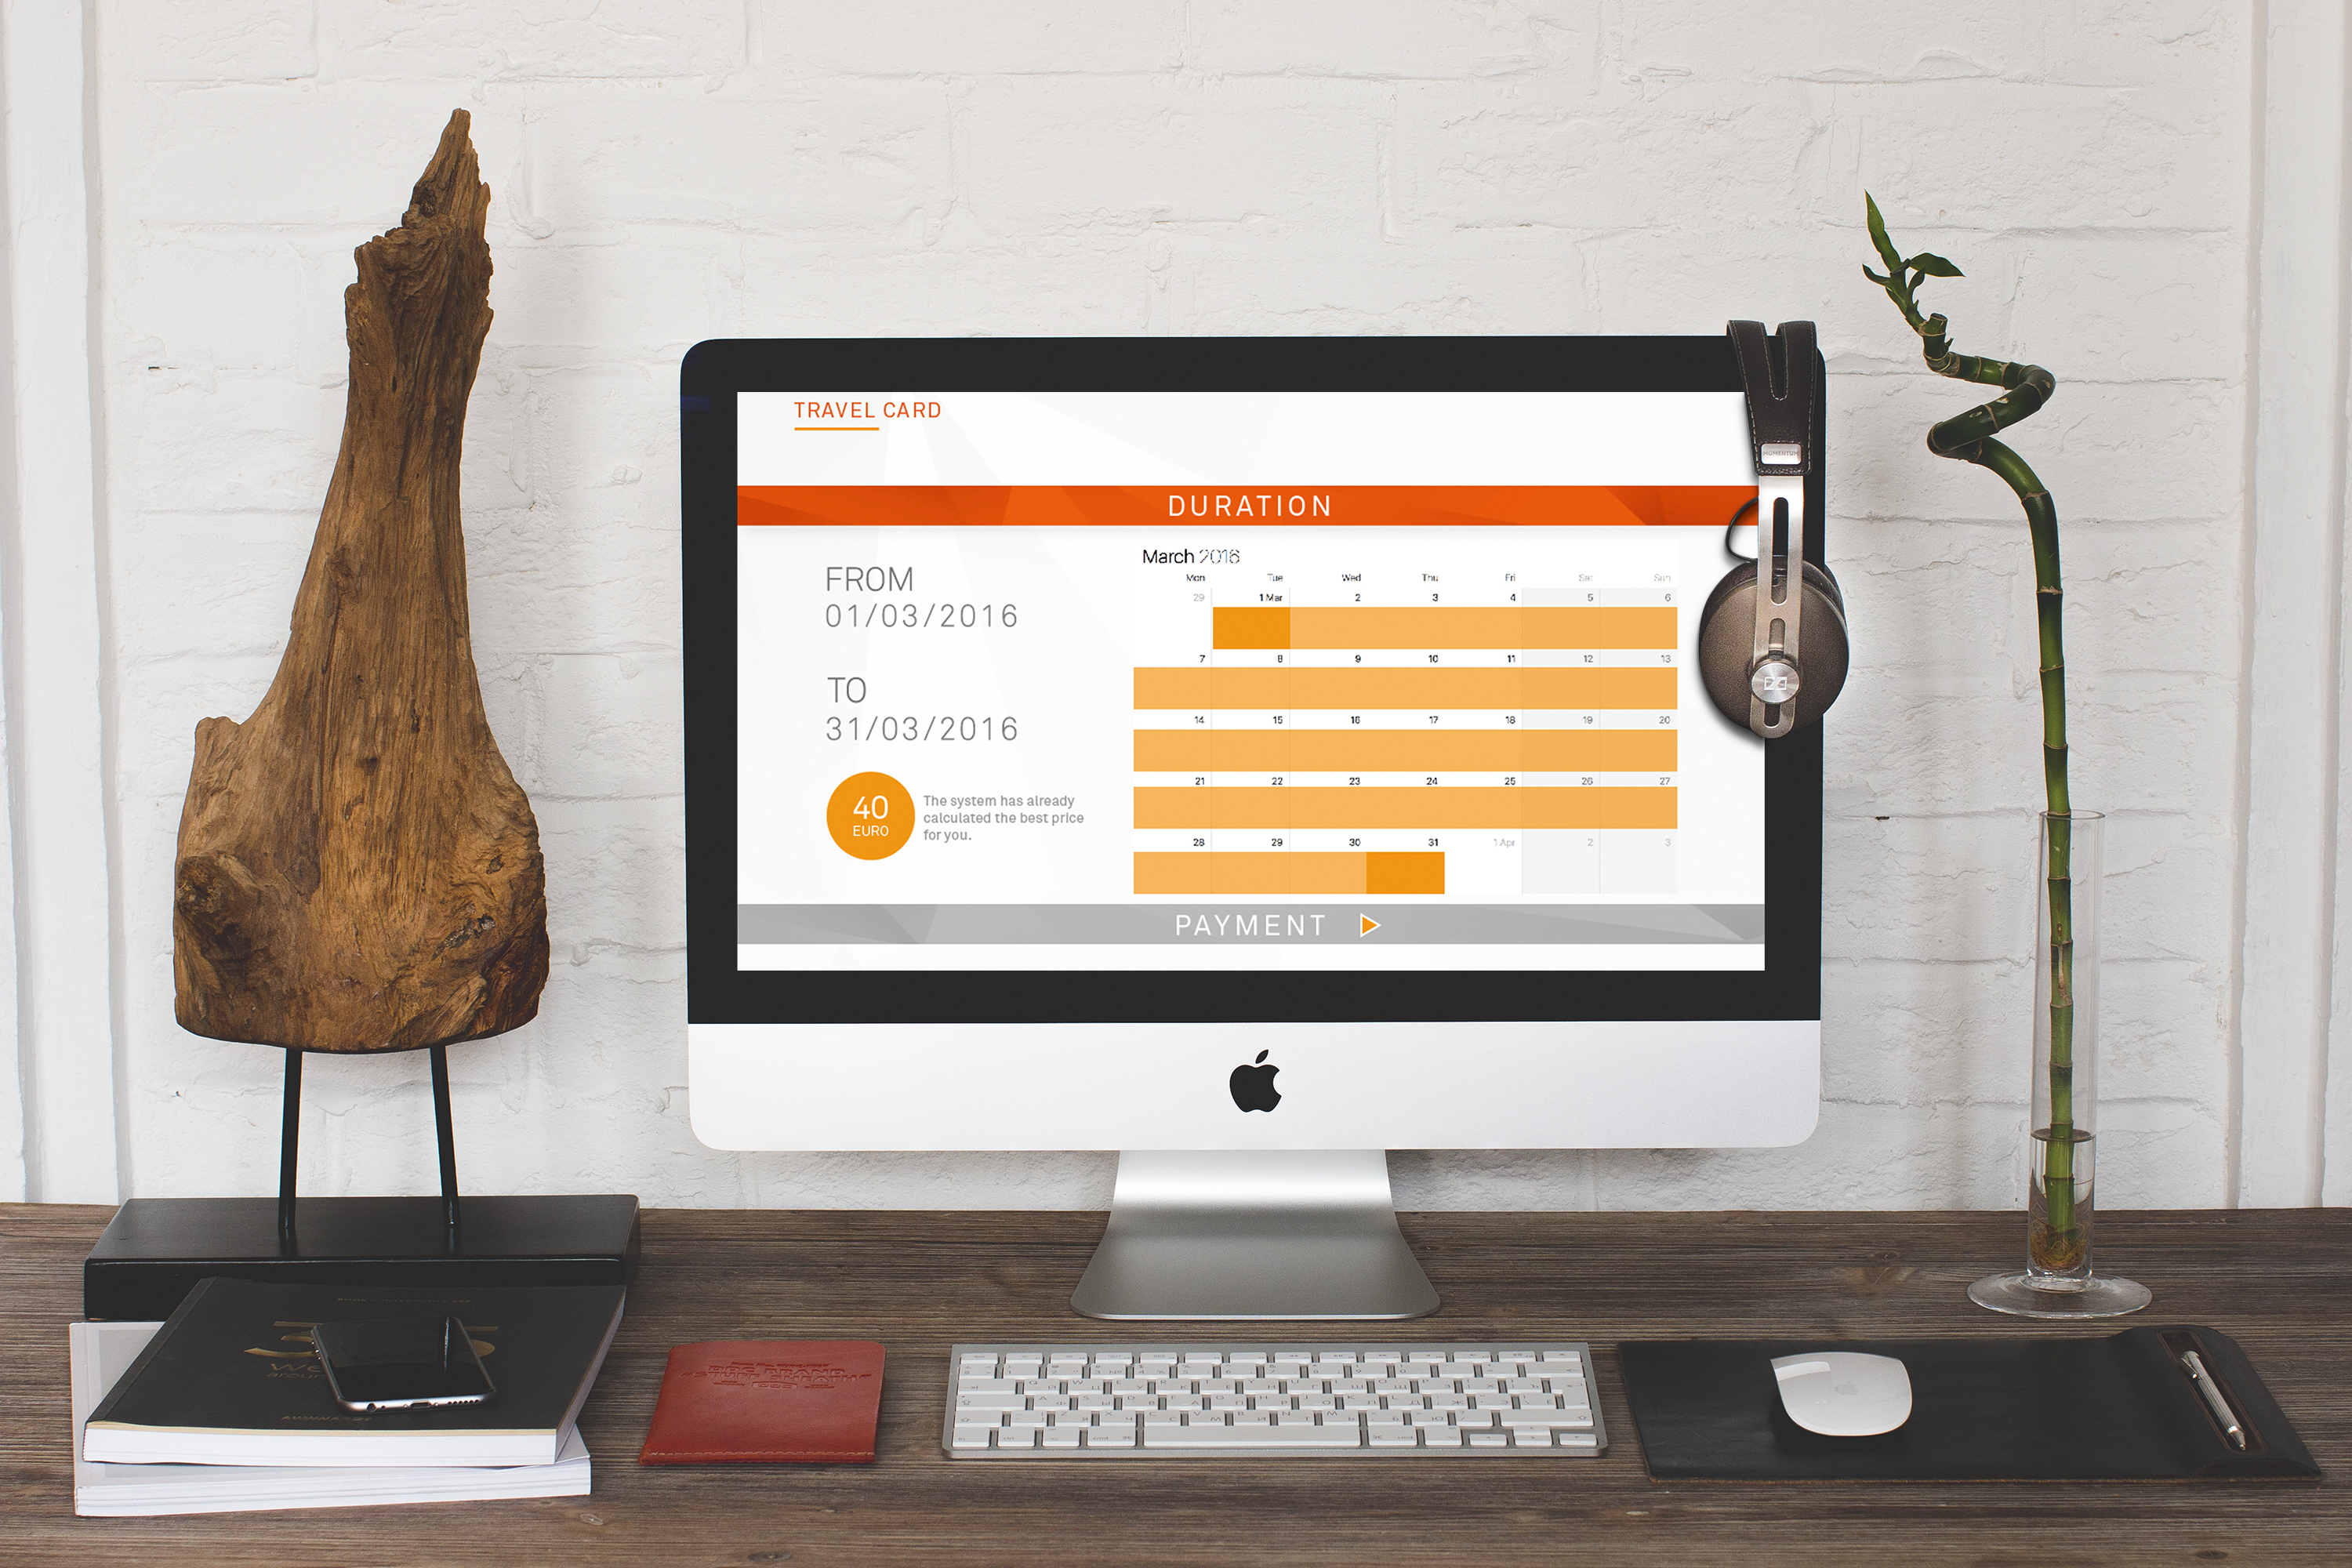 TRAVEL CARD
DURATION
FROM
01/03/2016
TO
31/03/2016
40
EURO
The system has already
calculated the best price
for you.
March 2016
Mon Tue Wed Thu Fri Sat Sun
29 1 Mar 2 3 4 5 6
7 8 9 10 11 12 13
14 15 16 17 18 19 20
21 22 23 24 25 26 27
28 29 30 31 1 Apr 2 3
PAYMENT
MOMENTUM